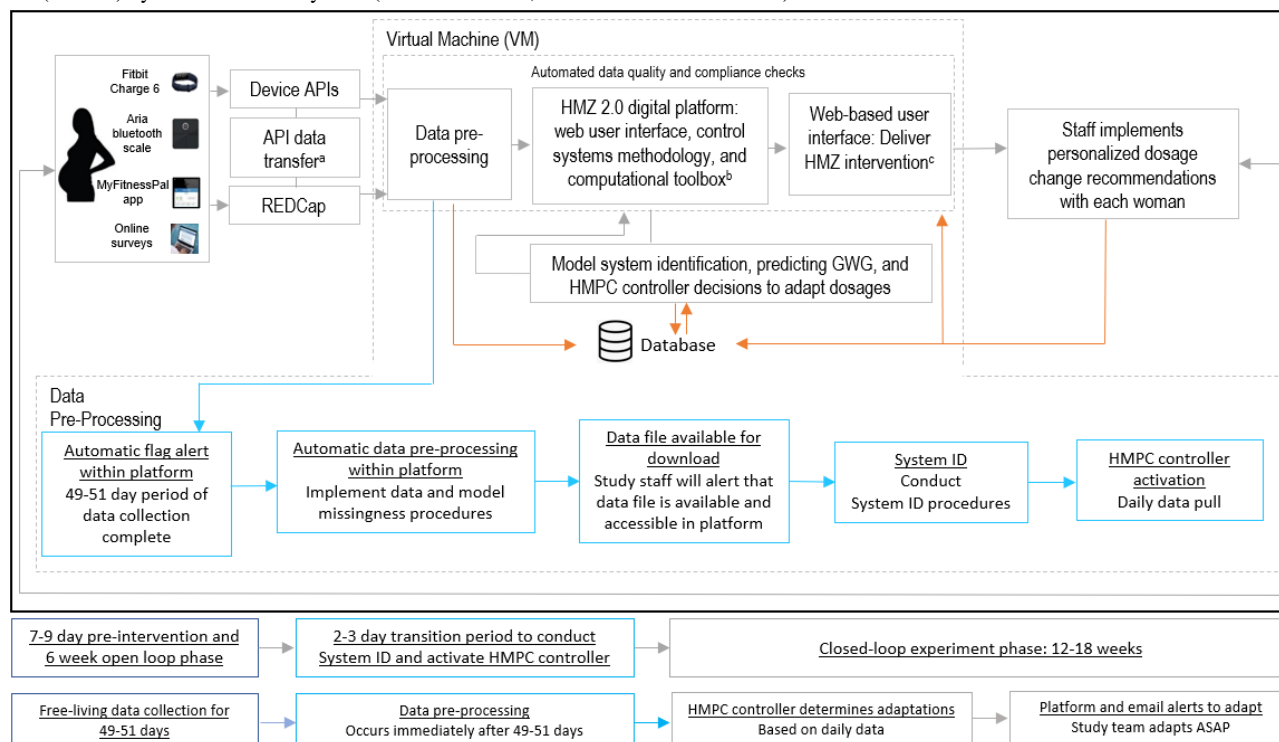 Virtual Machine (VM)
Automated data quality and compliance checks
Fitbit
Charge 6
Aria
bluetooth
scale
MyFitnessPal
app
Online
surveys
Device APIs
API data
transferᵃ
REDCap
Data pre-
processing
HMZ 2.0 digital platform:
web user interface, control
systems methodology, and
computational toolboxᵇ
Web-based user
interface: Deliver
HMZ interventionᶜ
Staff implements
personalized dosage
change recommendations
with each woman
Model system identification, predicting GWG, and
HMPC controller decisions to adapt dosages
Database
Data
Pre-Processing
Automatic flag alert
within platform
49-51 day period of
data collection
complete
Automatic data pre-processing
within platform
Implement data and model
missingness procedures
Data file available for
download
Study staff will alert that
data file is available and
accessible in platform
System ID
Conduct
System ID procedures
HMPC controller
activation
Daily data pull
7-9 day pre-intervention and
6 week open loop phase
2-3 day transition period to conduct
System ID and activate HMPC controller
Closed-loop experiment phase: 12-18 weeks
Free-living data collection for
49-51 days
Data pre-processing
Occurs immediately after 49-51 days
HMPC controller determines adaptations
Based on daily data
Platform and email alerts to adapt
Study team adapts ASAP